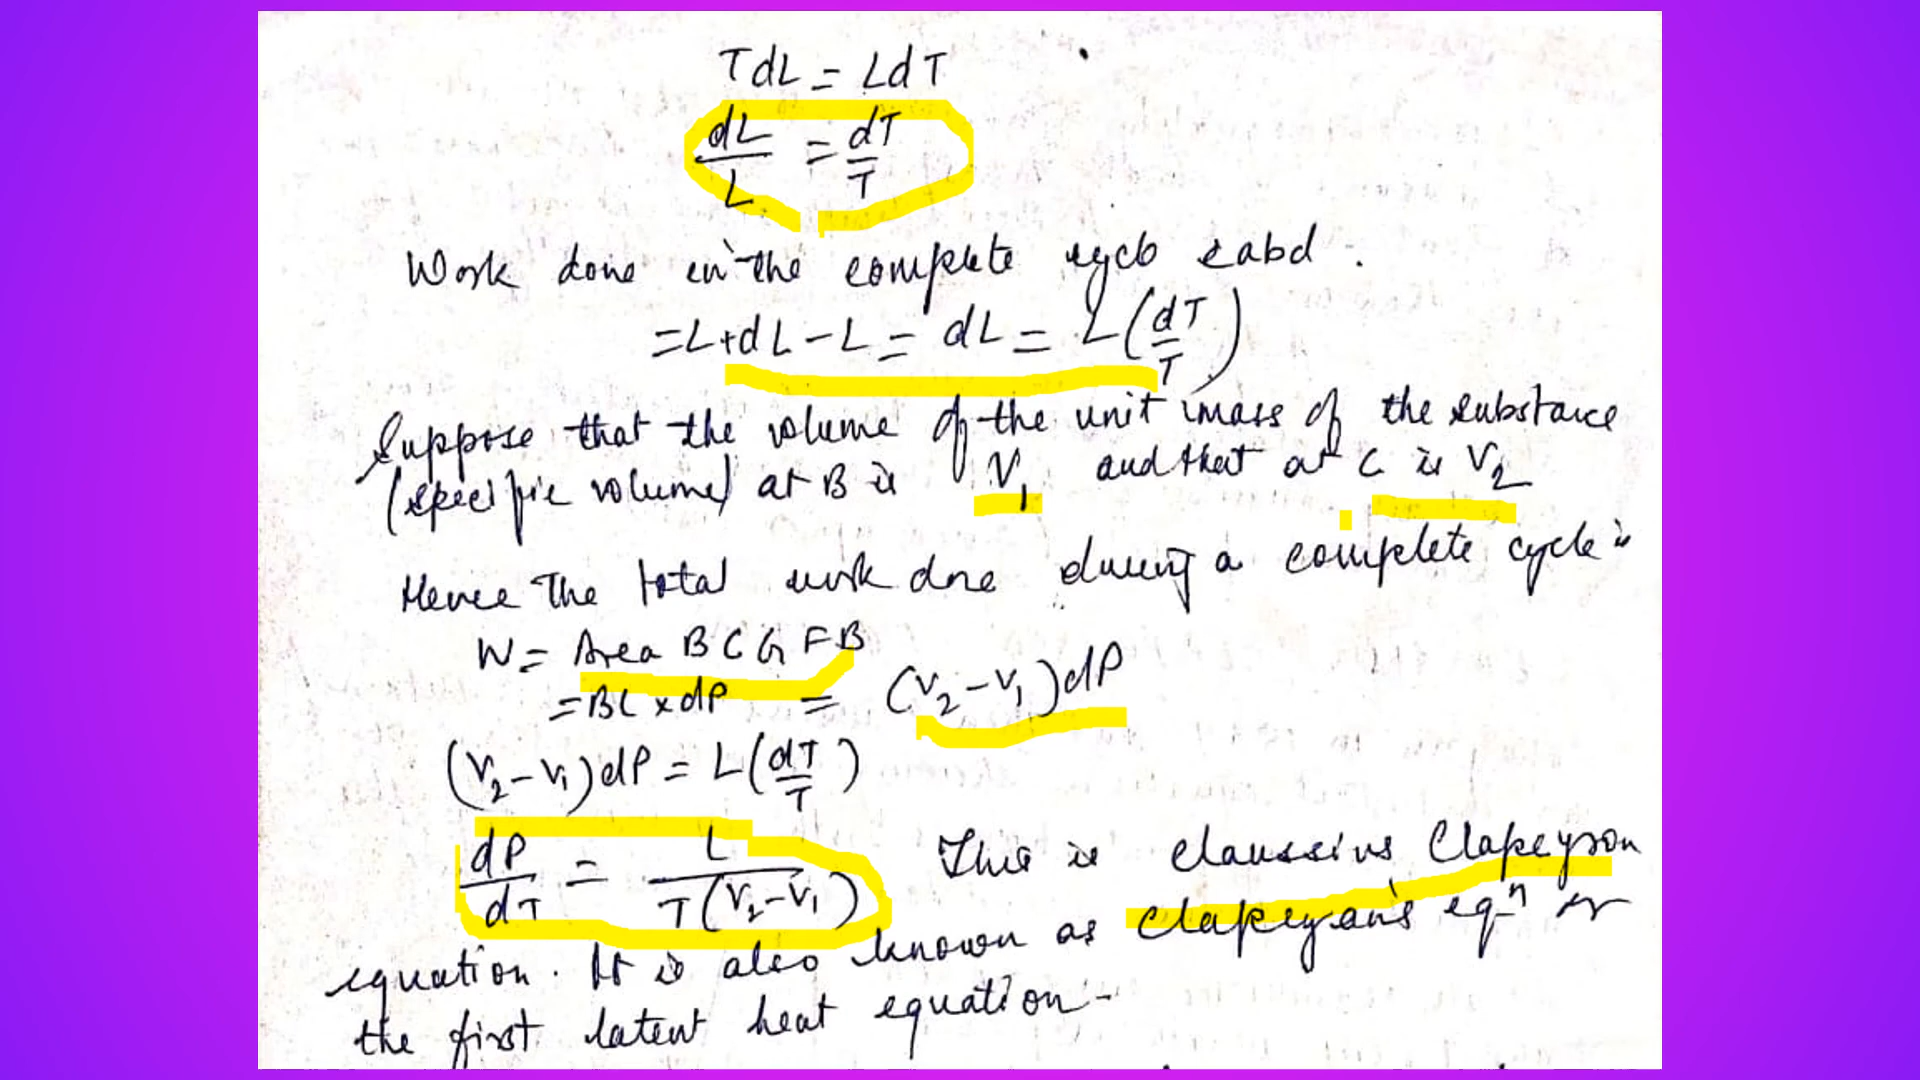 TdL = LdT
dL/L = dT/T
Work done in the complete cycle cabd.
= L+dL-L = dL = L(dT/T)
Suppose that the volume of the unit mass of the substance
(specific volume) at B is V₁ and that at C is V₂
Hence The total work done during a complete cycle is
W = Area BCGFB
= BC x dP = (V₂-V₁)dP
(V₂-V₁)dP = L(dT/T)
dP/dT = L/T(V₂-V₁) This is Claussius Clapeyron
equation. It is also known as Clapeyron's eqⁿ or
the first latent heat equation-